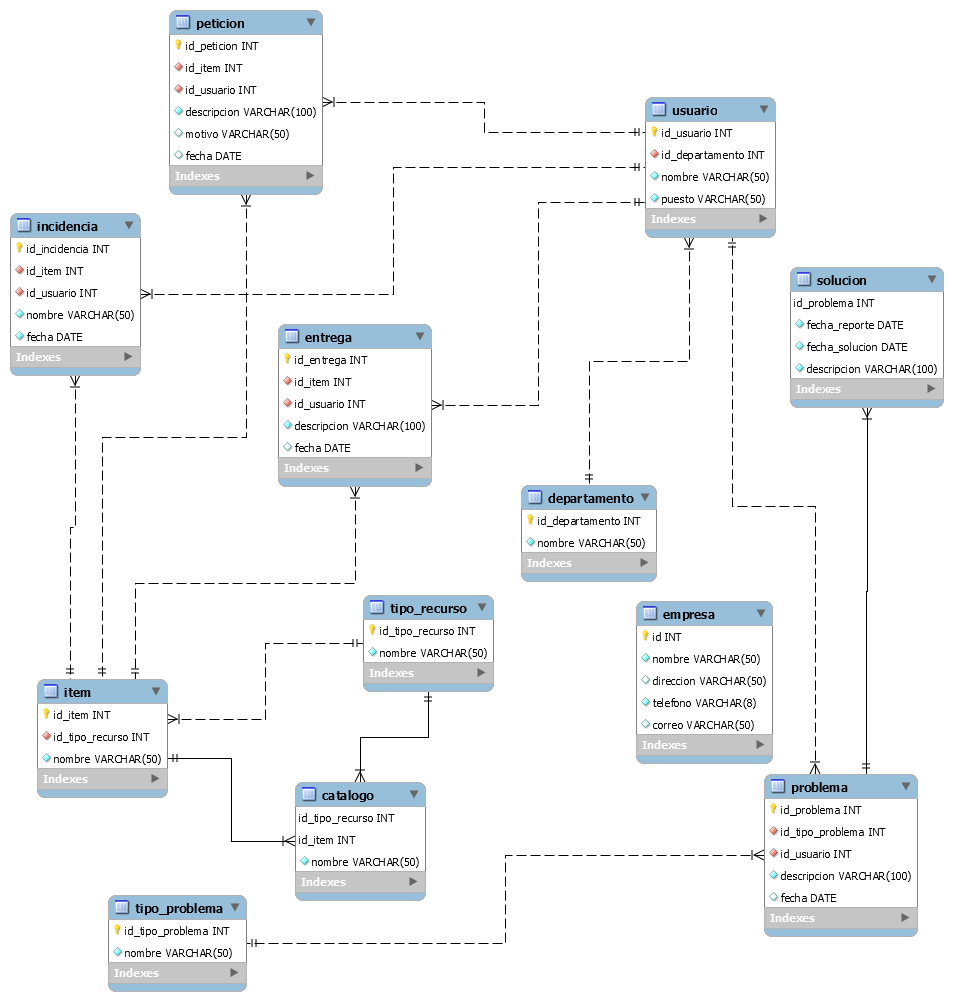 peticion
id_peticion INT
id_item INT
id_usuario INT
descripcion VARCHAR(100)
motivo VARCHAR(50)
fecha DATE
Indexes
usuario
id_usuario INT
id_departamento INT
nombre VARCHAR(50)
puesto VARCHAR(50)
Indexes
incidencia
id_incidencia INT
id_item INT
id_usuario INT
nombre VARCHAR(50)
fecha DATE
Indexes
solucion
id_problema INT
fecha_reporte DATE
fecha_solucion DATE
descripcion VARCHAR(100)
Indexes
entrega
id_entrega INT
id_item INT
id_usuario INT
descripcion VARCHAR(100)
fecha DATE
Indexes
departamento
id_departamento INT
nombre VARCHAR(50)
Indexes
tipo_recurso
id_tipo_recurso INT
nombre VARCHAR(50)
Indexes
empresa
id INT
nombre VARCHAR(50)
direccion VARCHAR(50)
telefono VARCHAR(8)
correo VARCHAR(50)
Indexes
item
id_item INT
id_tipo_recurso INT
nombre VARCHAR(50)
Indexes
catalogo
id_tipo_recurso INT
id_item INT
nombre VARCHAR(50)
Indexes
problema
id_problema INT
id_tipo_problema INT
id_usuario INT
descripcion VARCHAR(100)
fecha DATE
Indexes
tipo_problema
id_tipo_problema INT
nombre VARCHAR(50)
Indexes